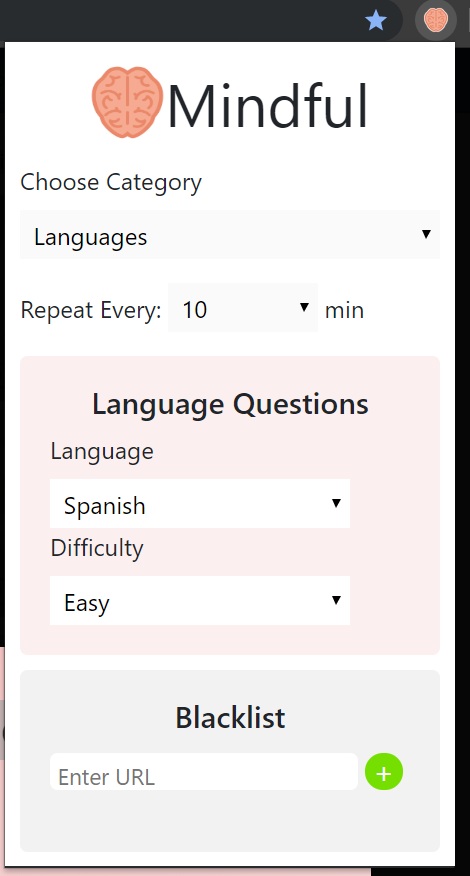 Mindful
Choose Category
Languages
Repeat Every: 10 min
Language Questions
Language
Spanish
Difficulty
Easy
Blacklist
Enter URL +